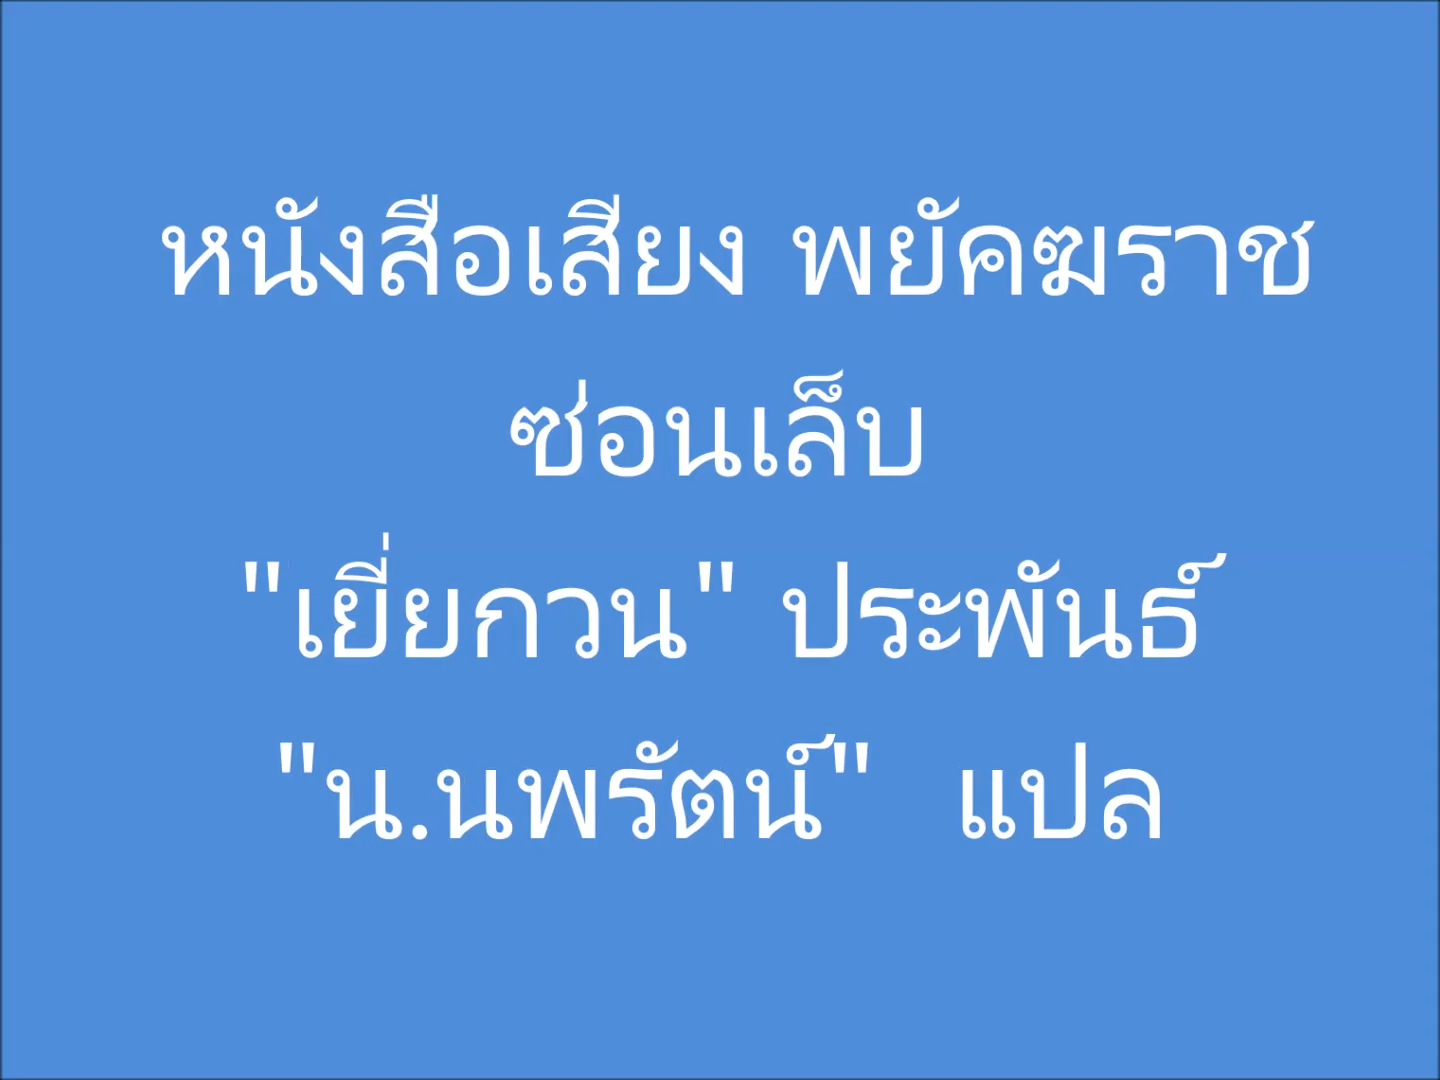 หนังสือเสียง พยัคฆราช
ซ่อนเล็บ
"เยี่ยกวน" ประพันธ์
"น.นพรัตน์"  แปล